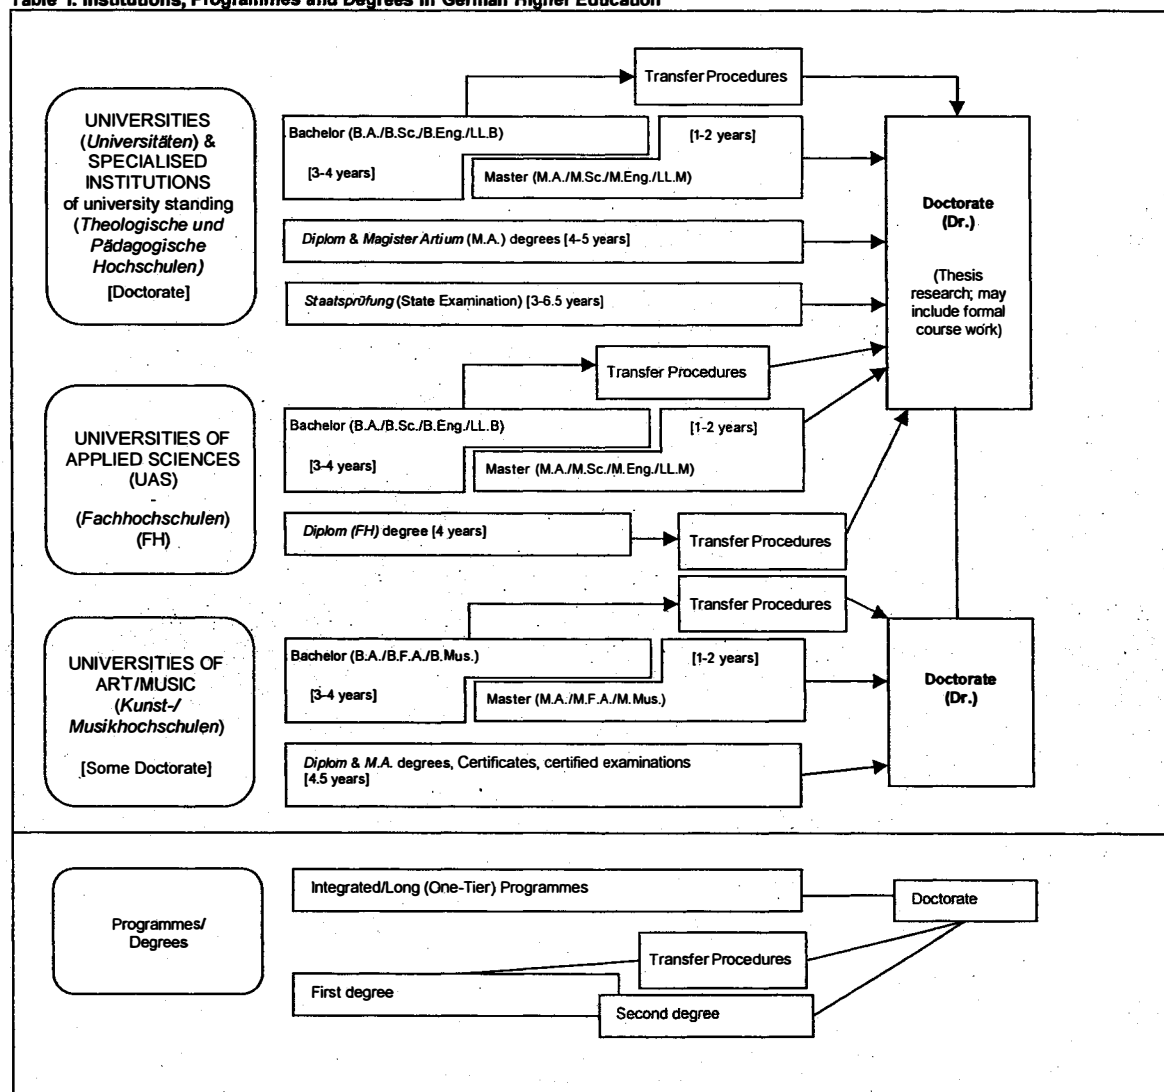 Table 1: Institutions, Programmes and Degrees in German Higher Education
Transfer Procedures
UNIVERSITIES
(Universitäten) &
SPECIALISED
INSTITUTIONS
of university standing
(Theologische und
Pädagogische
Hochschulen)
[Doctorate]
Bachelor (B.A./B.Sc./B.Eng./LL.B)
[3-4 years]
[1-2 years]
Master (M.A./M.Sc./M.Eng./LL.M)
Diplom & Magister Artium (M.A.) degrees [4-5 years]
Staatsprüfung (State Examination) [3-6.5 years]
Doctorate
(Dr.)
(Thesis
research; may
include formal
course work)
Transfer Procedures
UNIVERSITIES OF
APPLIED SCIENCES
(UAS)
-
(Fachhochschulen)
(FH)
Bachelor (B.A./B.Sc./B.Eng./LL.B)
[3-4 years]
[1-2 years]
Master (M.A./M.Sc./M.Eng./LL.M)
Diplom (FH) degree [4 years]
Transfer Procedures
Transfer Procedures
UNIVERSITIES OF
ART/MUSIC
(Kunst-/
Musikhochschulen)
[Some Doctorate]
Bachelor (B.A./B.F.A./B.Mus.)
[3-4 years]
[1-2 years]
Master (M.A./M.F.A./M.Mus.)
Diplom & M.A. degrees, Certificates, certified examinations
[4.5 years]
Doctorate
(Dr.)
Programmes/
Degrees
Integrated/Long (One-Tier) Programmes
Doctorate
Transfer Procedures
First degree
Second degree